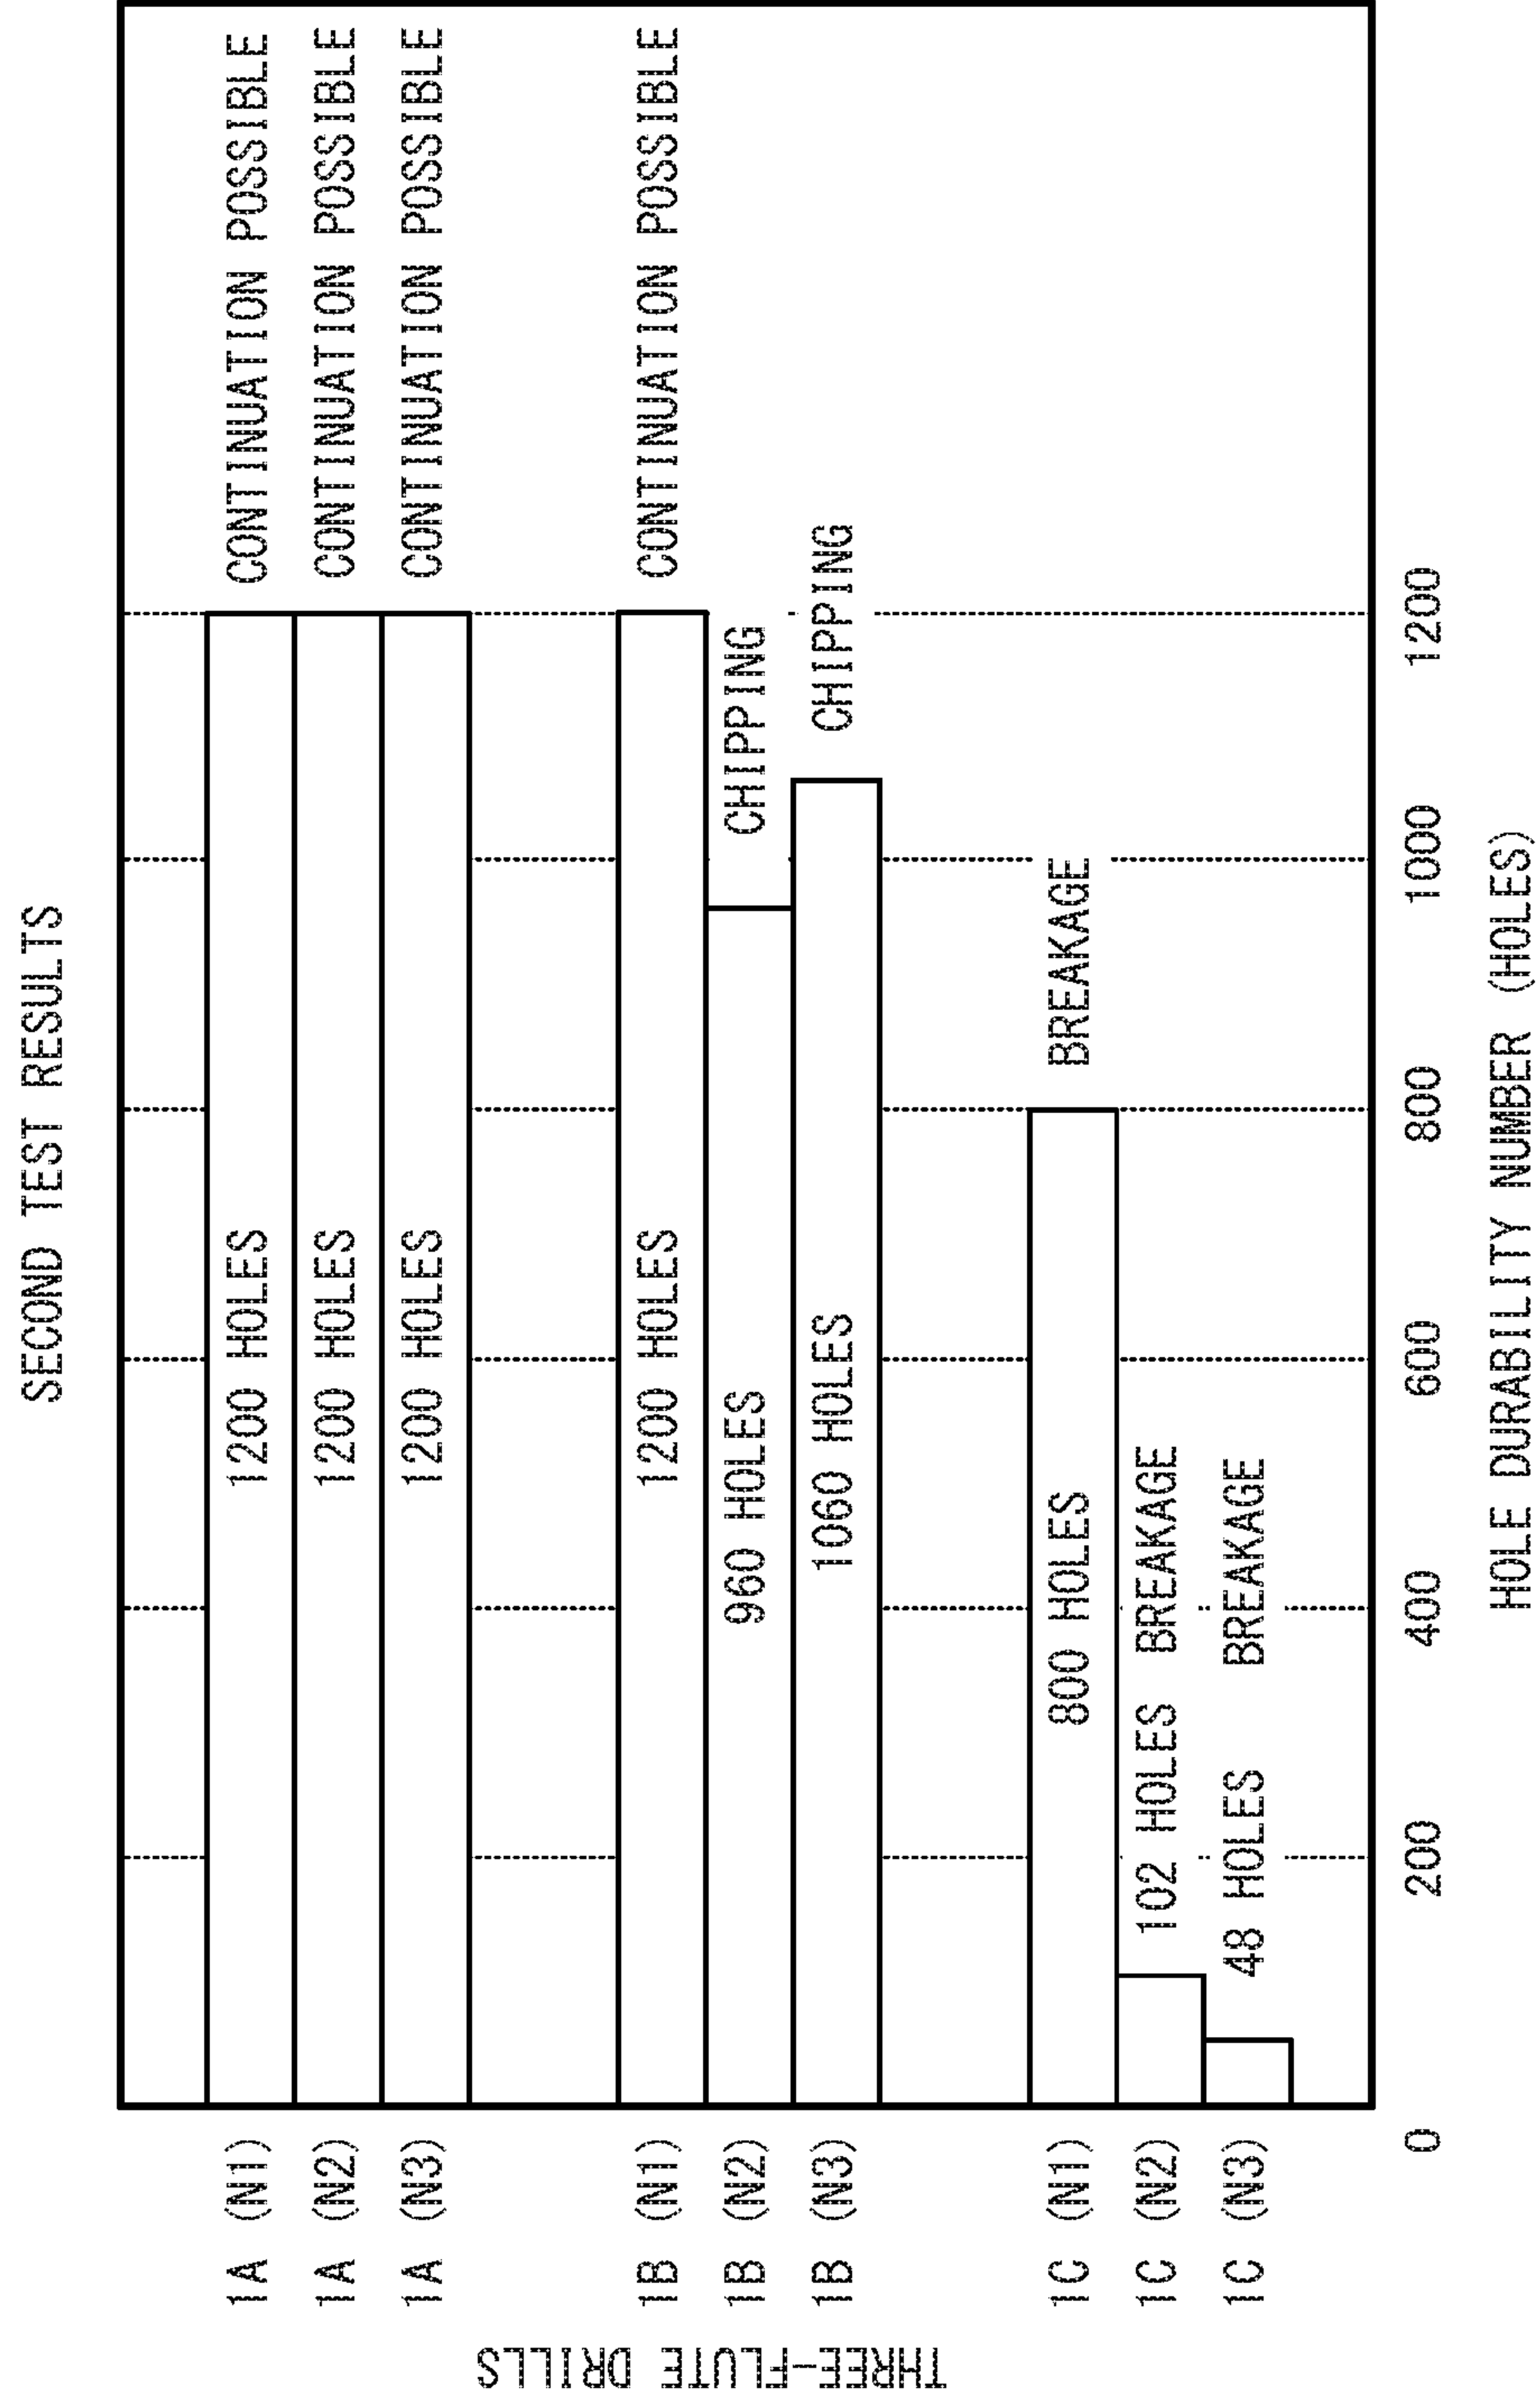 SECOND TEST RESULTS
THREE-FLUTE DRILLS
1A (N1) 1200 HOLES CONTINUATION POSSIBLE
1A (N2) 1200 HOLES CONTINUATION POSSIBLE
1A (N3) 1200 HOLES CONTINUATION POSSIBLE
1B (N1) 1200 HOLES CONTINUATION POSSIBLE
1B (N2) 960 HOLES CHIPPING
1B (N3) 1060 HOLES CHIPPING
1C (N1) 800 HOLES BREAKAGE
1C (N2) 102 HOLES BREAKAGE
1C (N3) 48 HOLES BREAKAGE
0 200 400 600 800 1000 1200
HOLE DURABILITY NUMBER (HOLES)